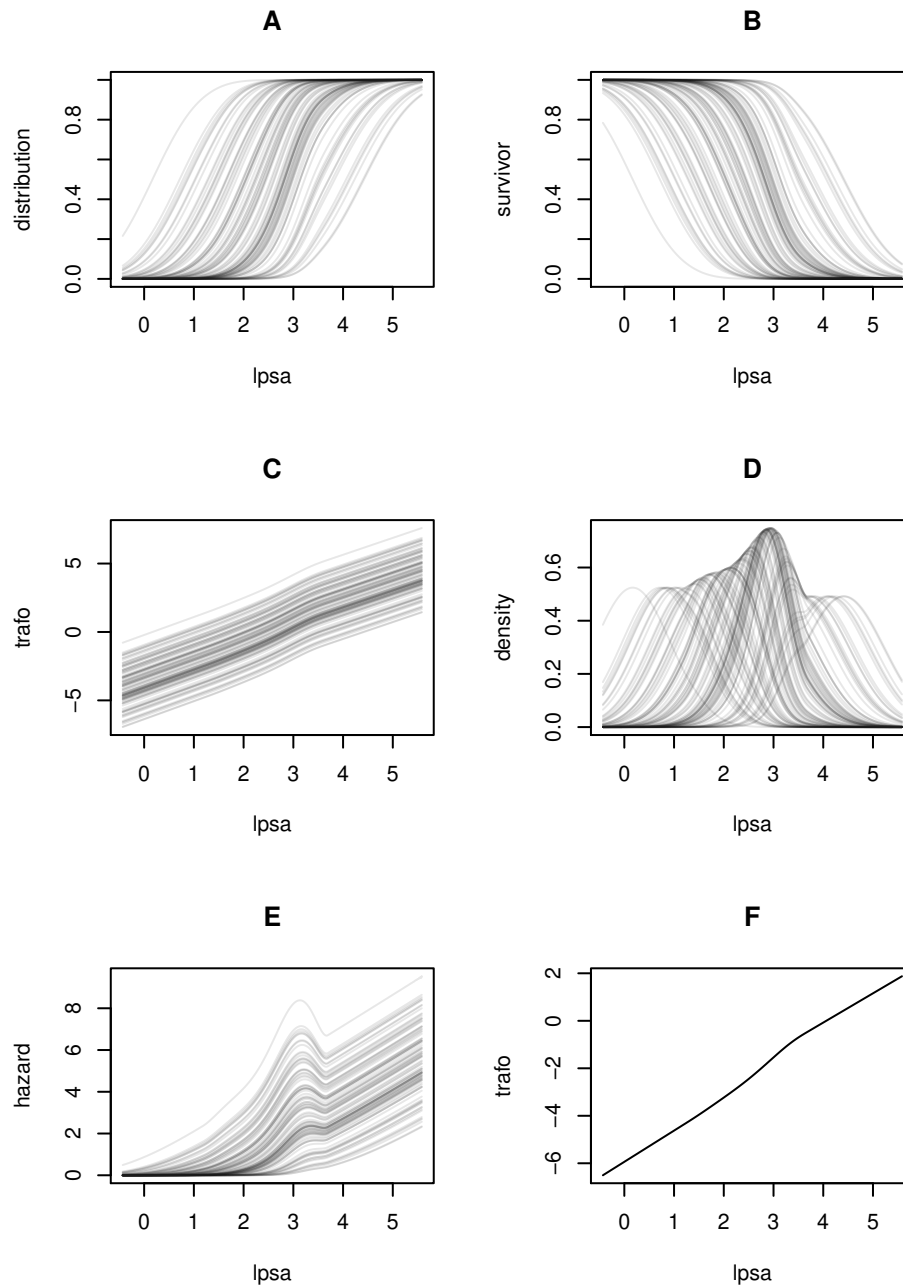 A
distribution
0.0 0.4 0.8
0 1 2 3 4 5
lpsa
B
survivor
0.0 0.4 0.8
0 1 2 3 4 5
lpsa
C
trafo
−5 0 5
0 1 2 3 4 5
lpsa
D
density
0.0 0.2 0.4 0.6
0 1 2 3 4 5
lpsa
E
hazard
0 2 4 6 8
0 1 2 3 4 5
lpsa
F
trafo
−6 −4 −2 0 2
0 1 2 3 4 5
lpsa